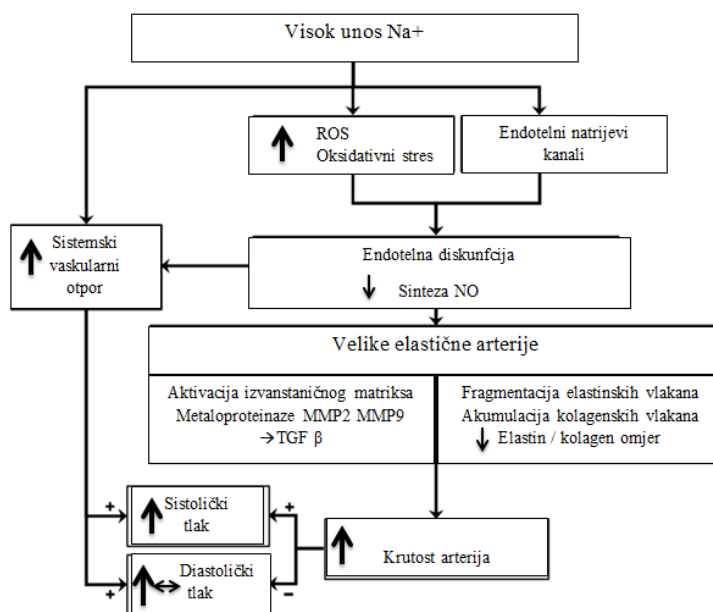 Visok unos Na+
ROS
Oksidativni stres
Endotelni natrijevi
kanali
Sistemski
vaskularni
otpor
Endotelna diskunfcija
Sinteza NO
Velike elastične arterije
Aktivacija izvanstaničnog matriksa
Metaloproteinaze MMP2 MMP9
→TGF β
Fragmentacija elastinskih vlakana
Akumulacija kolagenskih vlakana
Elastin / kolagen omjer
+
Sistolički
tlak
+
Krutost arterija
+
Diastolički
tlak
–